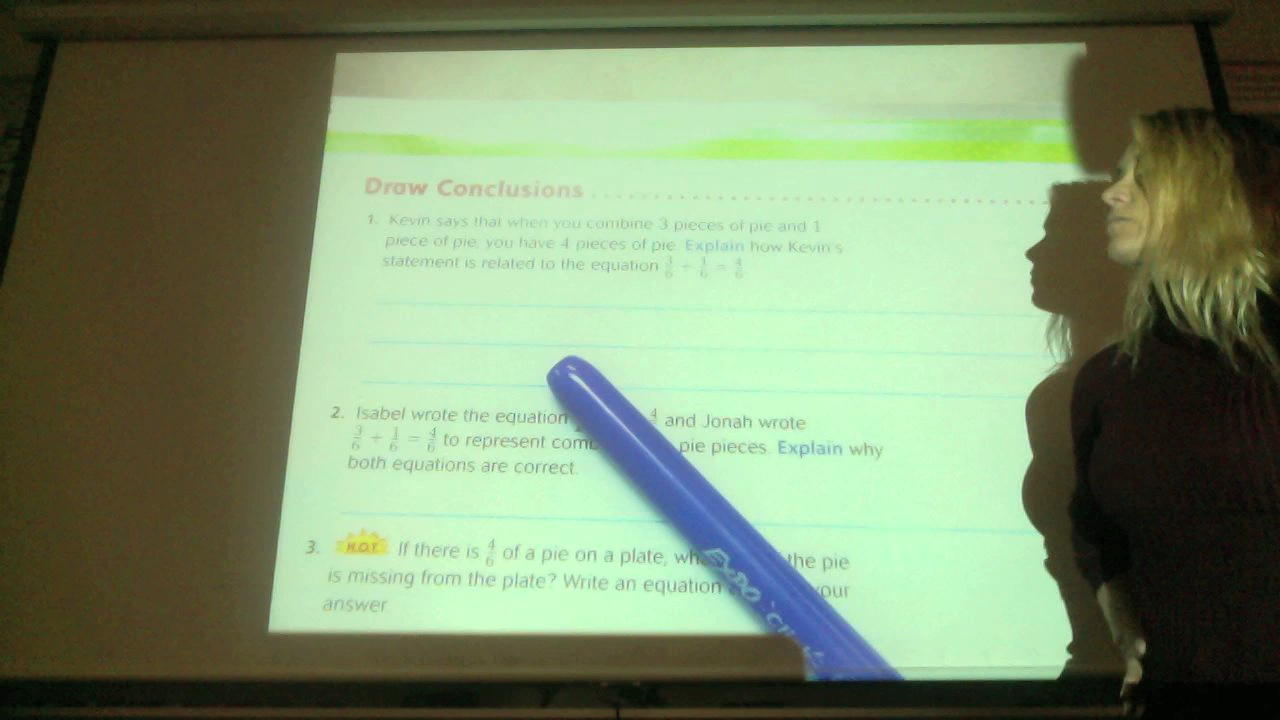 Draw Conclusions
1. Kevin says that when you combine 3 pieces of pie and 1
piece of pie, you have 4 pieces of pie. Explain how Kevin's
statement is related to the equation 3/6 + 1/6 = 4/6
2. Isabel wrote the equation 4 and Jonah wrote
3/6 + 1/6 = 4/6 to represent comb pie pieces. Explain why
both equations are correct.
3. H.O.T. If there is 4/6 of a pie on a plate, wh the pie
is missing from the plate? Write an equation your
answer
EXPO